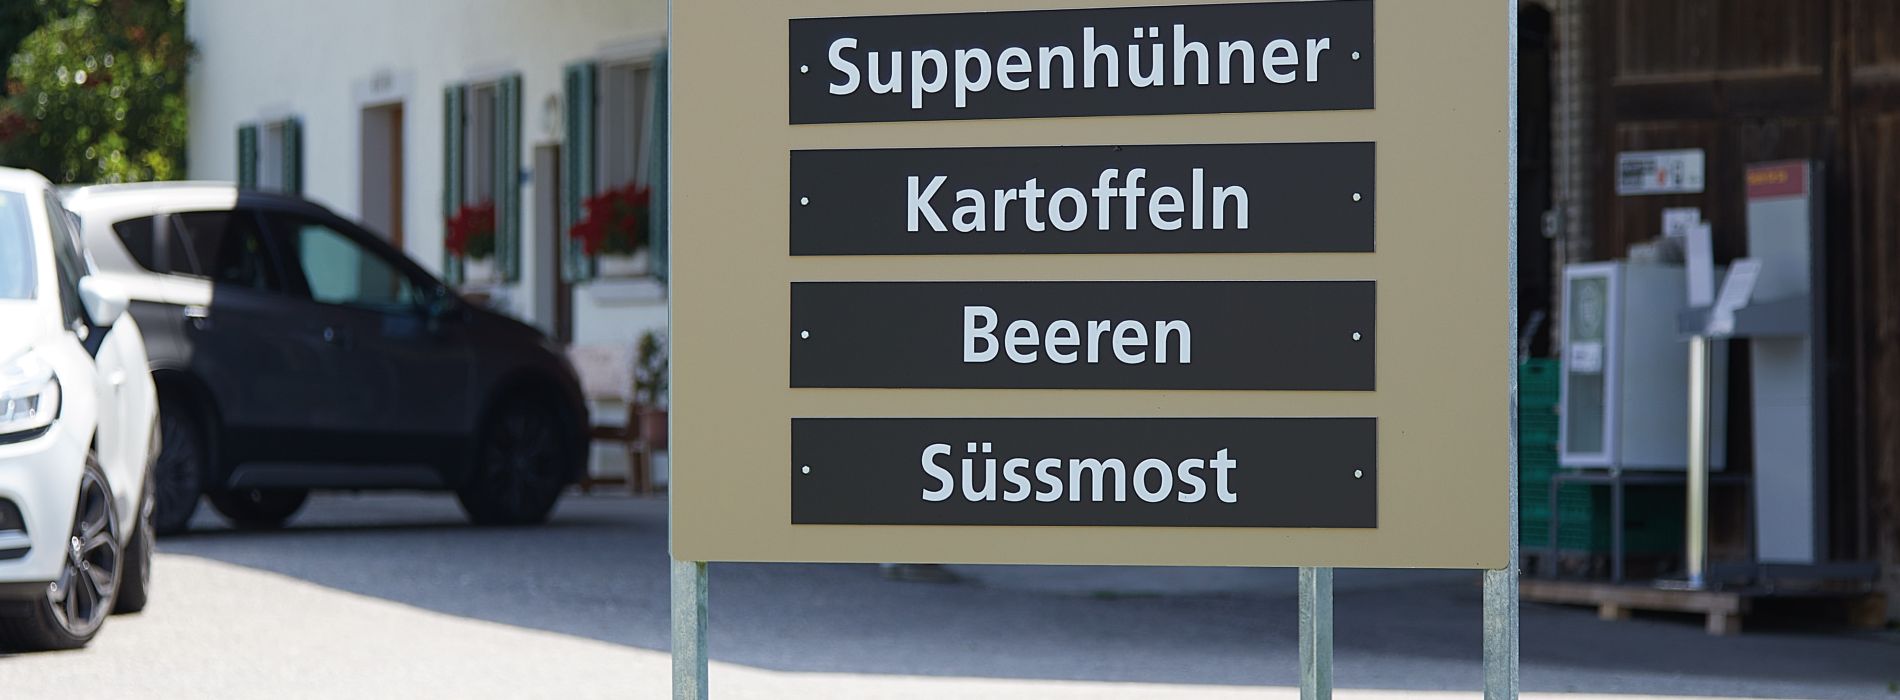 Suppenhühner
Kartoffeln
Beeren
Süssmost